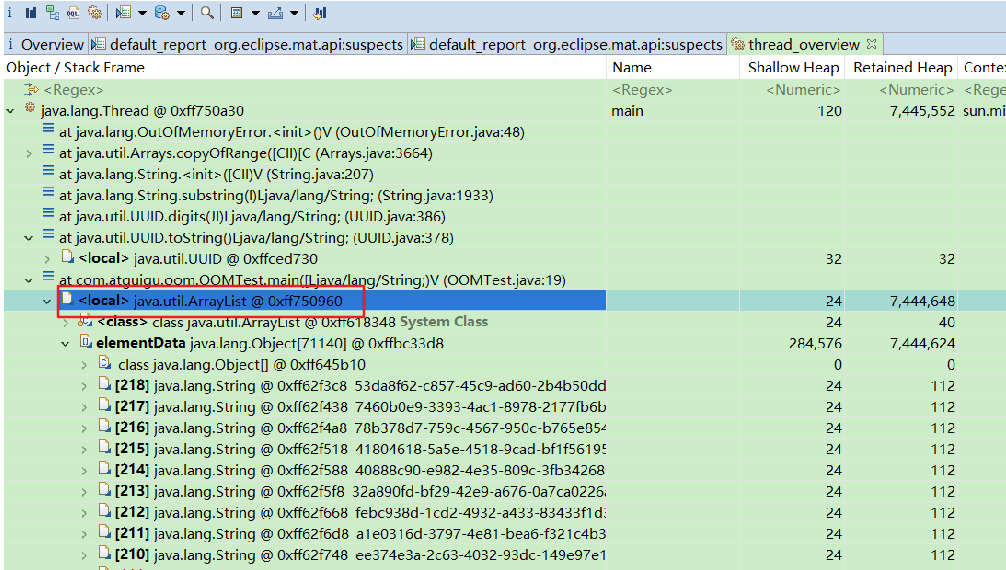 i Overview default_report org.eclipse.mat.api:suspects default_report org.eclipse.mat.api:suspects thread_overview
Object / Stack Frame Name Shallow Heap Retained Heap Contex
<Regex> <Regex> <Numeric> <Numeric> <Reg
java.lang.Thread @ 0xff750a30 main 120 7,445,552 sun.mi
at java.lang.OutOfMemoryError.<init>()V (OutOfMemoryError.java:48)
at java.util.Arrays.copyOfRange([CII)[C (Arrays.java:3664)
at java.lang.String.<init>([CII)V (String.java:207)
at java.lang.String.substring(I)Ljava/lang/String; (String.java:1933)
at java.util.UUID.digits(JI)Ljava/lang/String; (UUID.java:386)
at java.util.UUID.toString()Ljava/lang/String; (UUID.java:378)
<local> java.util.UUID @ 0xffced730 32 32
at com.atguigu.oom.OOMTest.main([Ljava/lang/String;)V (OOMTest.java:19)
<local> java.util.ArrayList @ 0xff750960 24 7,444,648
<class> class java.util.ArrayList @ 0xff618348 System Class 24 40
elementData java.lang.Object[71140] @ 0xffbc33d8 284,576 7,444,624
class java.lang.Object[] @ 0xff645b10 0 0
[218] java.lang.String @ 0xff62f3c8 53da8f62-c857-45c9-ad60-2b4b50dd 24 112
[217] java.lang.String @ 0xff62f438 7460b0e9-3393-4ac1-8978-2177fb6b 24 112
[216] java.lang.String @ 0xff62f4a8 78b378d7-759c-4567-950c-b765e854 24 112
[215] java.lang.String @ 0xff62f518 41804618-5a5e-4518-9cad-bf1f56195 24 112
[214] java.lang.String @ 0xff62f588 40888c90-e982-4e35-809c-3fb34268 24 112
[213] java.lang.String @ 0xff62f5f8 32a890fd-bf29-42e9-a676-0a7ca0226a 24 112
[212] java.lang.String @ 0xff62f668 febc938d-1cd2-4932-a433-83433f1d3 24 112
[211] java.lang.String @ 0xff62f6d8 a1e0316d-3797-4e81-bea6-f321c4b3 24 112
[210] java.lang.String @ 0xff62f748 ee374e3a-2c63-4032-93dc-149e97e1 24 112